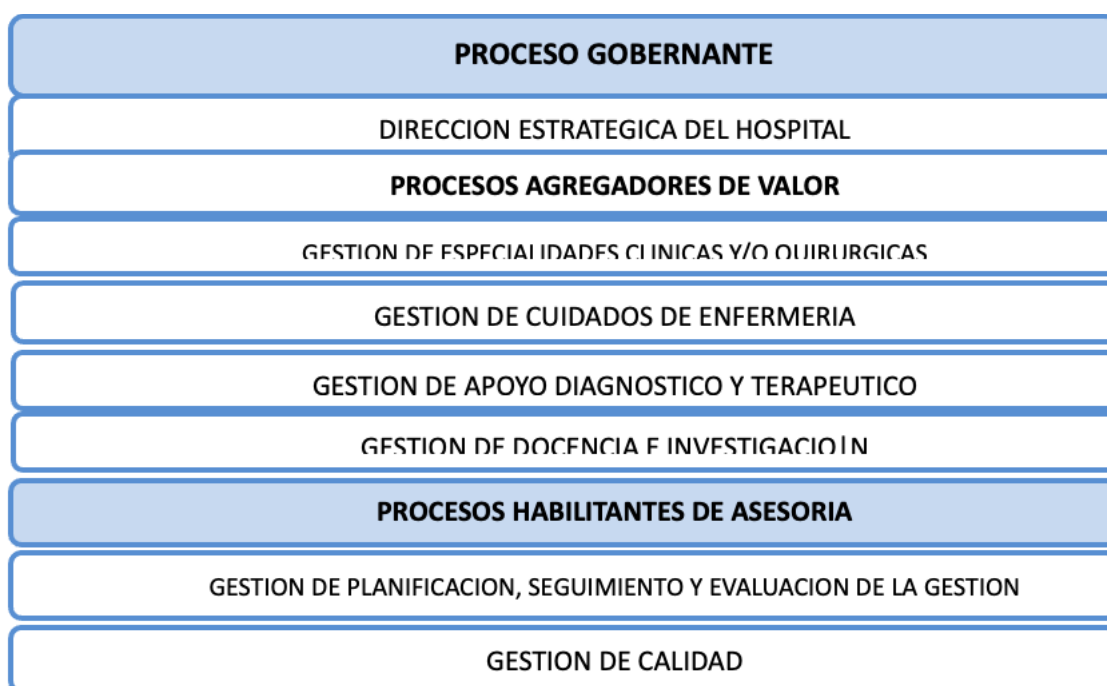 PROCESO GOBERNANTE
DIRECCION ESTRATEGICA DEL HOSPITAL
PROCESOS AGREGADORES DE VALOR
GESTION DE ESPECIALIDADES CLINICAS Y/O QUIRURGICAS
GESTION DE CUIDADOS DE ENFERMERIA
GESTION DE APOYO DIAGNOSTICO Y TERAPEUTICO
GESTION DE DOCENCIA E INVESTIGACIO|N
PROCESOS HABILITANTES DE ASESORIA
GESTION DE PLANIFICACION, SEGUIMIENTO Y EVALUACION DE LA GESTION
GESTION DE CALIDAD